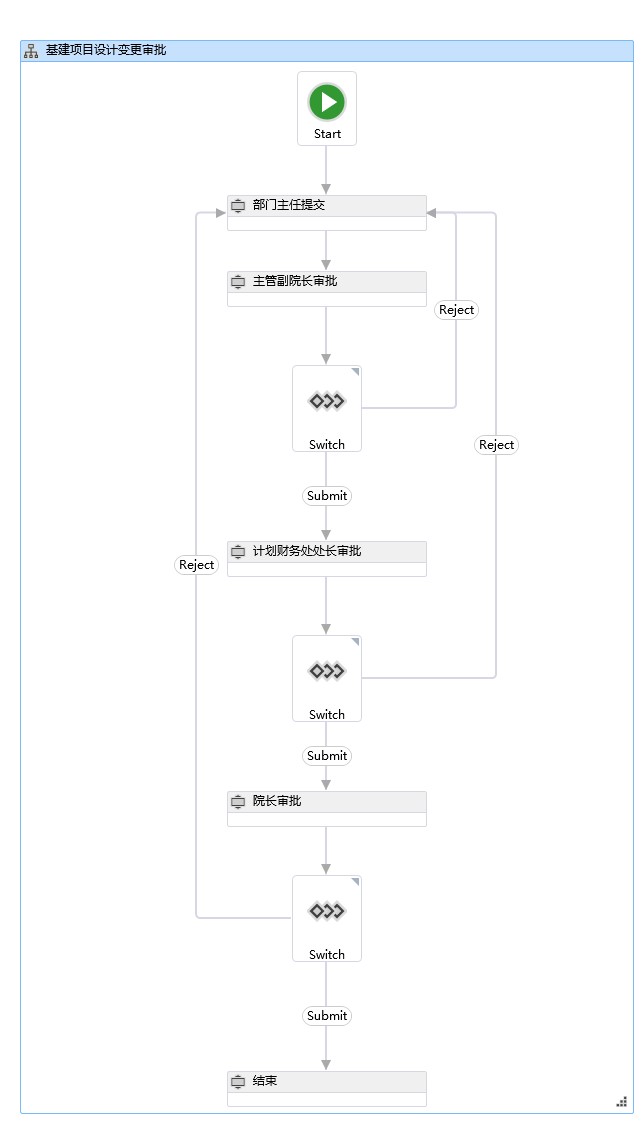 基建项目设计变更审批
Start
部门主任提交
主管副院长审批
Reject
Switch
Reject
Submit
计划财务处处长审批
Reject
Switch
Submit
院长审批
Switch
Submit
结束